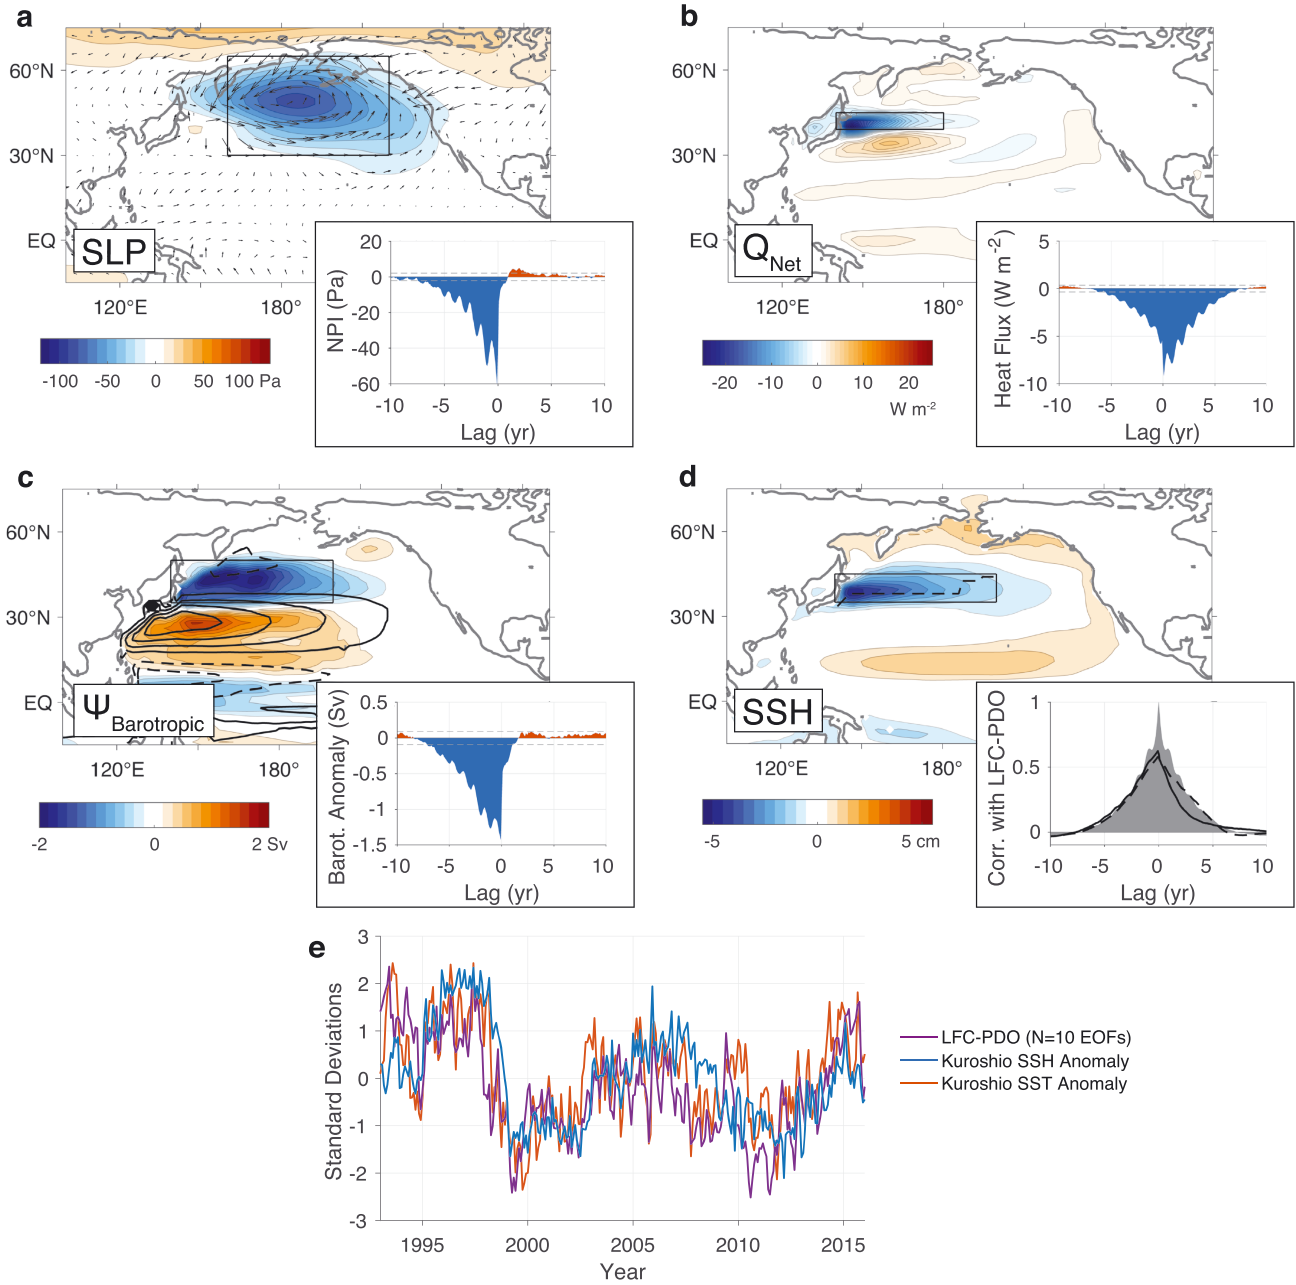 a
60°N
30°N
EQ
SLP
120°E
180°
-100 -50 0 50 100 Pa
NPI (Pa)
20
0
-20
-40
-60
-10 -5 0 5 10
Lag (yr)
b
60°N
30°N
EQ
QNet
120°E
180°
-20 -10 0 10 20
W m-2
Heat Flux (W m-2)
5
0
-5
-10
-10 -5 0 5 10
Lag (yr)
c
60°N
30°N
EQ
ΨBarotropic
120°E
180°
-2 0 2 Sv
Barot. Anomaly (Sv)
0.5
0
-0.5
-1
-1.5
-10 -5 0 5 10
Lag (yr)
d
60°N
30°N
EQ
SSH
120°E
180°
-5 0 5 cm
Corr. with LFC-PDO
1
0.5
0
-10 -5 0 5 10
Lag (yr)
e
Standard Deviations
3
2
1
0
-1
-2
-3
1995 2000 2005 2010 2015
Year
LFC-PDO (N=10 EOFs)
Kuroshio SSH Anomaly
Kuroshio SST Anomaly